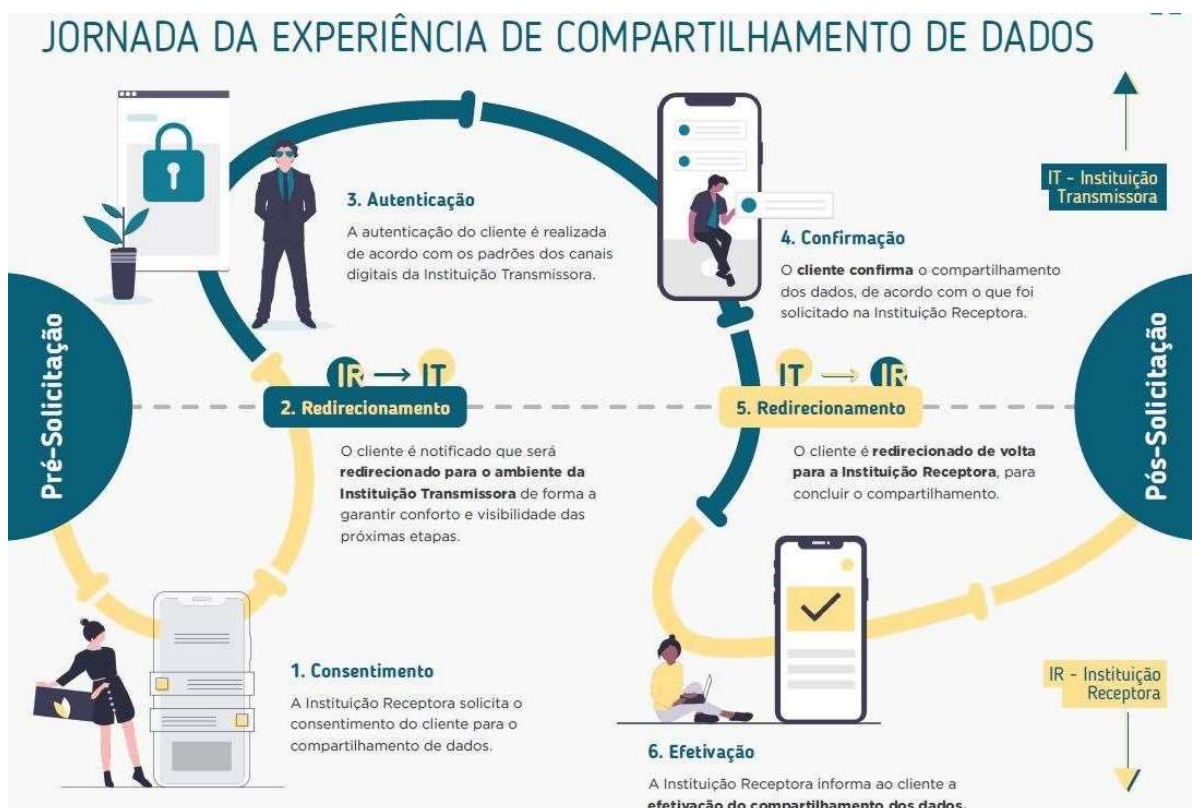 JORNADA DA EXPERIÊNCIA DE COMPARTILHAMENTO DE DADOS
IT - Instituição
Transmissora
3. Autenticação
A autenticação do cliente é realizada
de acordo com os padrões dos canais
digitais da Instituição Transmissora.
4. Confirmação
O cliente confirma o compartilhamento
dos dados, de acordo com o que foi
solicitado na Instituição Receptora.
Pré-Solicitação
IR → IT
2. Redirecionamento
O cliente é notificado que será
redirecionado para o ambiente da
Instituição Transmissora de forma a
garantir conforto e visibilidade das
próximas etapas.
IT → IR
5. Redirecionamento
O cliente é redirecionado de volta
para a Instituição Receptora, para
concluir o compartilhamento.
Pós-Solicitação
1. Consentimento
A Instituição Receptora solicita o
consentimento do cliente para o
compartilhamento de dados.
IR - Instituição
Receptora
6. Efetivação
A Instituição Receptora informa ao cliente a
efetivação do compartilhamento dos dados.